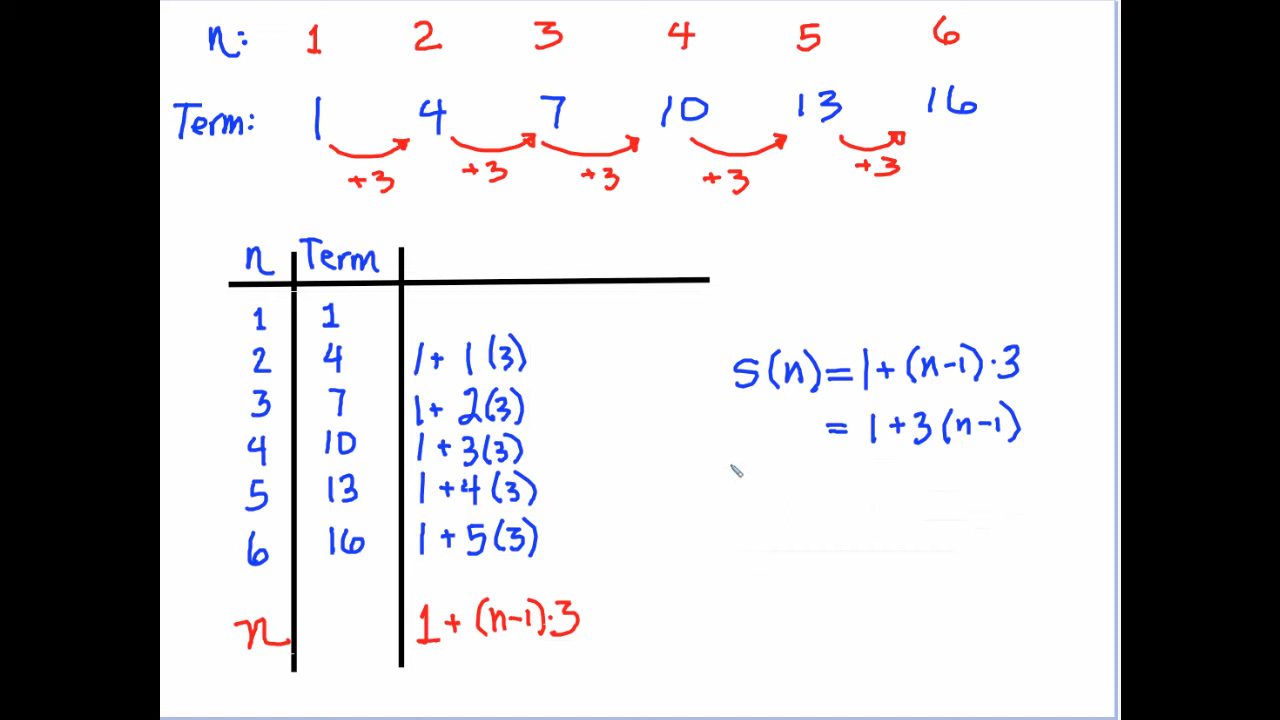 n: 1 2 3 4 5 6
Term: 1 4 7 10 13 16
+3 +3 +3 +3 +3
n Term
1 1
2 4 1 + 1 (3)
3 7 1 + 2 (3)
4 10 1 + 3 (3)
5 13 1 + 4 (3)
6 16 1 + 5 (3)
n 1 + (n-1)·3
S(n) = 1 + (n-1)·3
= 1 + 3 (n-1)